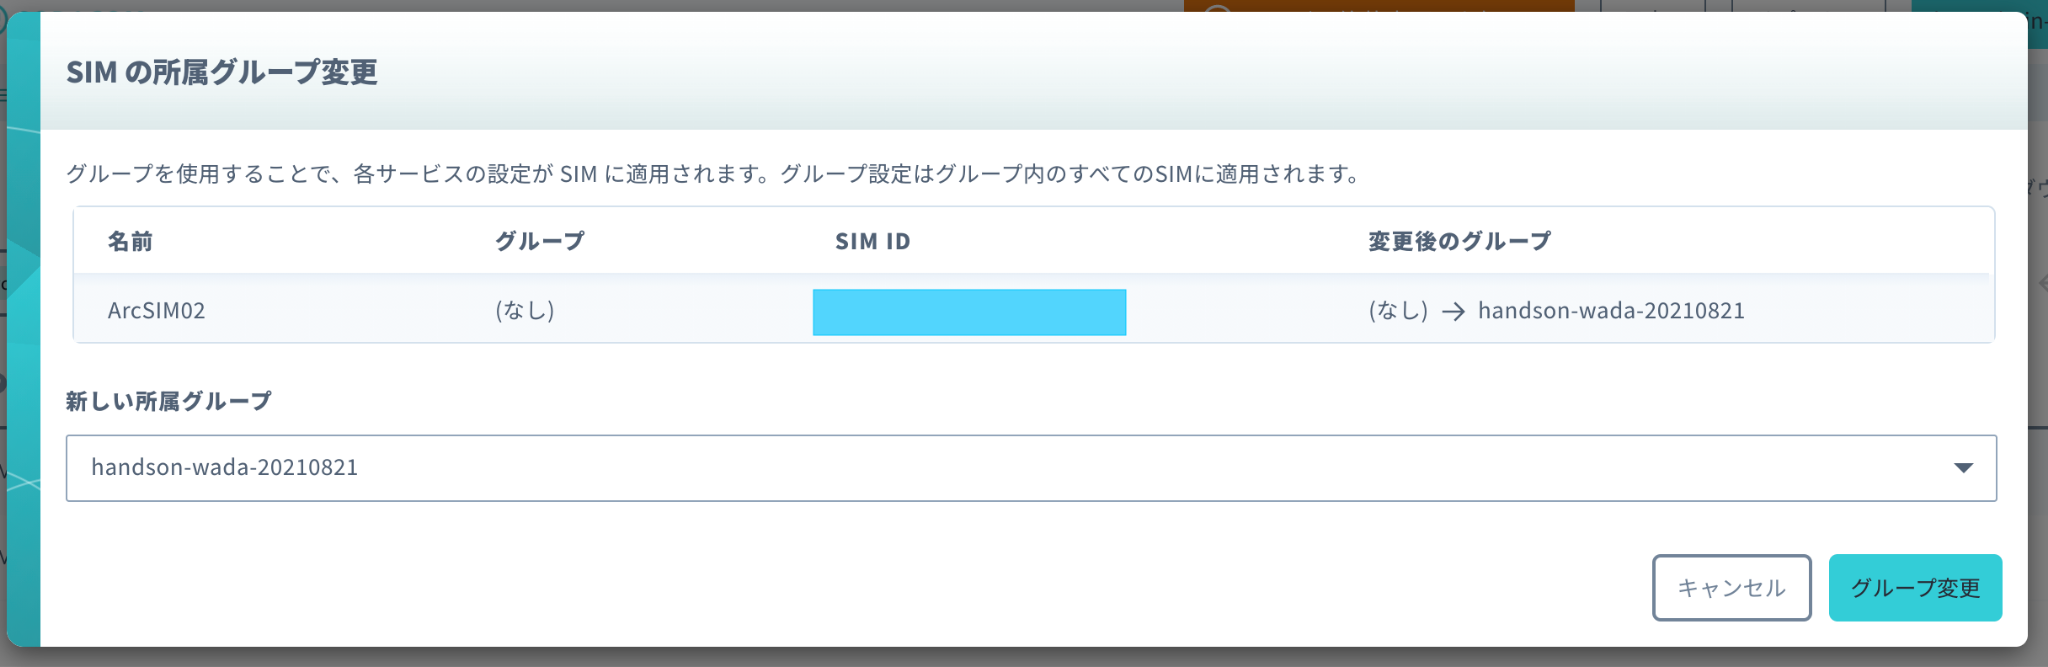 SIM の所属グループ変更
グループを使用することで、各サービスの設定が SIM に適用されます。グループ設定はグループ内のすべてのSIMに適用されます。
名前 グループ SIM ID 変更後のグループ
ArcSIM02 (なし) (なし) → handson-wada-20210821
新しい所属グループ
handson-wada-20210821
キャンセル グループ変更